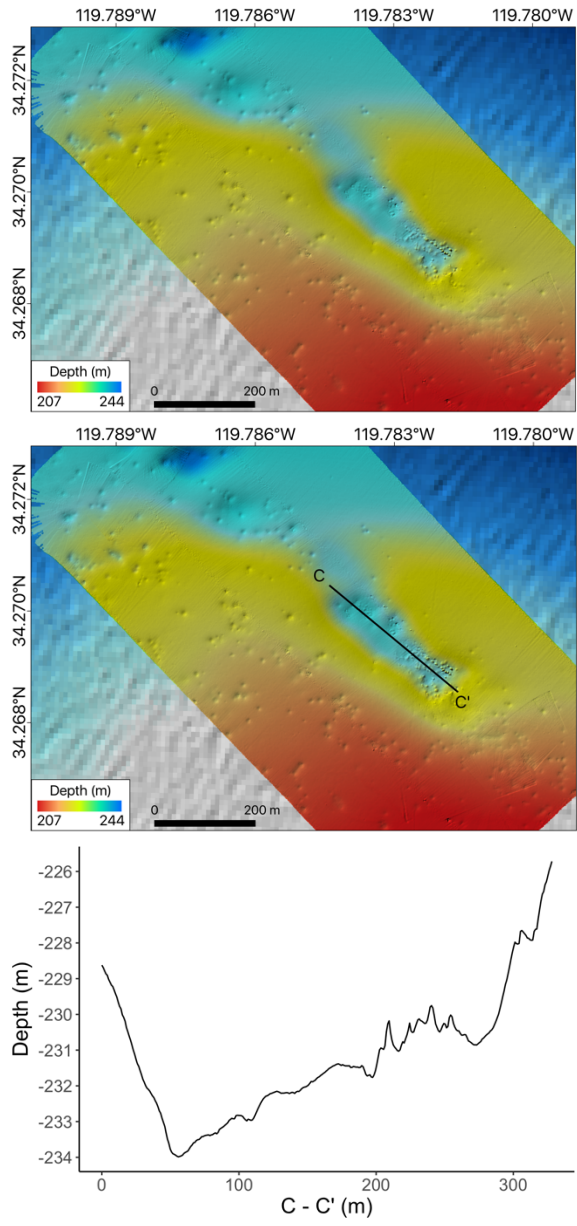 119.789°W 119.786°W 119.783°W 119.780°W
34.272°N
34.270°N
34.268°N
Depth (m)
207 244
0 200 m
119.789°W 119.786°W 119.783°W 119.780°W
34.272°N
34.270°N
34.268°N
C
C'
Depth (m)
207 244
0 200 m
-226
-227
-228
-229
-230
-231
-232
-233
-234
Depth (m)
0 100 200 300
C - C' (m)